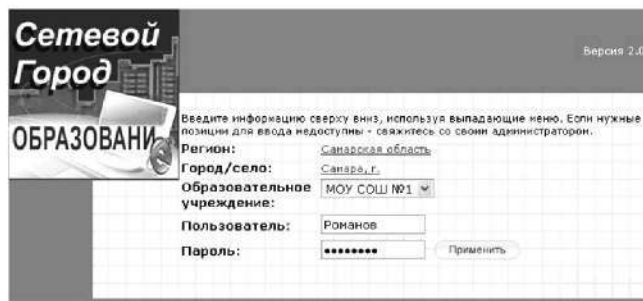 Сетевой
Город
ОБРАЗОВАНИ
Версия 2.0
Введите информацию сверху вниз, используя выпадающие меню. Если нужные
позиции для ввода недоступны - свяжитесь со своим администратором.
Регион: Самарская область
Город/село: Самара, г.
Образовательное учреждение: МОУ СОШ №1
Пользователь: Романов
Пароль: •••••••• Применить